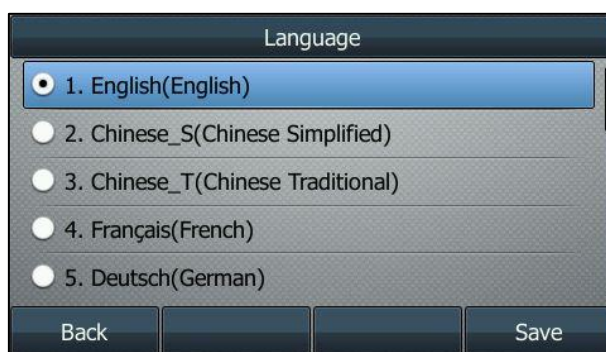 Language
1. English(English)
2. Chinese_S(Chinese Simplified)
3. Chinese_T(Chinese Traditional)
4. Français(French)
5. Deutsch(German)
Back
Save